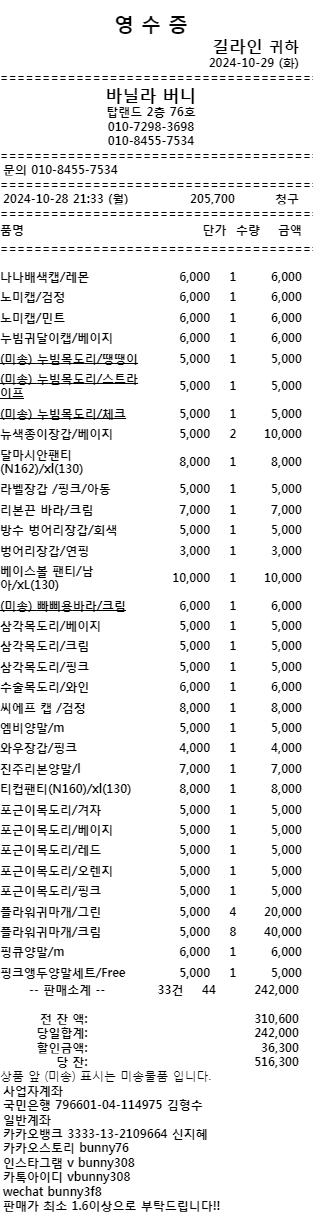 영 수 증
길라인 귀하
2024-10-29 (화)
바닐라 버니
탑랜드 2층 76호
010-7298-3698
010-8455-7534
문의 010-8455-7534
2024-10-28 21:33 (월) 205,700 청구
품명 단가 수량 금액
나나배색캡/레몬 6,000 1 6,000
노미캡/검정 6,000 1 6,000
노미캡/민트 6,000 1 6,000
누빔귀달이캡/베이지 6,000 1 6,000
(미송) 누빔목도리/땡땡이 5,000 1 5,000
(미송) 누빔목도리/스트라
이프 5,000 1 5,000
(미송) 누빔목도리/체크 5,000 1 5,000
뉴색종이장갑/베이지 5,000 2 10,000
달마시안팬티
(N162)/xl(130) 8,000 1 8,000
라벨장갑 /핑크/아동 5,000 1 5,000
리본끈 바라/크림 7,000 1 7,000
방수 벙어리장갑/회색 5,000 1 5,000
벙어리장갑/연핑 3,000 1 3,000
베이스볼 팬티/남
아/xL(130) 10,000 1 10,000
(미송) 빠삐용바라/크림 6,000 1 6,000
삼각목도리/베이지 5,000 1 5,000
삼각목도리/크림 5,000 1 5,000
삼각목도리/핑크 5,000 1 5,000
수술목도리/와인 6,000 1 6,000
씨에프 캡 /검정 8,000 1 8,000
엠비양말/m 5,000 1 5,000
와우장갑/핑크 4,000 1 4,000
진주리본양말/l 7,000 1 7,000
티컵팬티(N160)/xl(130) 8,000 1 8,000
포근이목도리/겨자 5,000 1 5,000
포근이목도리/베이지 5,000 1 5,000
포근이목도리/레드 5,000 1 5,000
포근이목도리/오렌지 5,000 1 5,000
포근이목도리/핑크 5,000 1 5,000
플라워귀마개/그린 5,000 4 20,000
플라워귀마개/크림 5,000 8 40,000
핑큐양말/m 6,000 1 6,000
핑크앵두양말세트/Free 5,000 1 5,000
-- 판매소계 -- 33건 44 242,000
전 잔 액: 310,600
당일합계: 242,000
할인금액: 36,300
당 잔: 516,300
상품 앞 (미송) 표시는 미송물품 입니다.
사업자계좌
국민은행 796601-04-114975 김형수
일반계좌
카카오뱅크 3333-13-2109664 신지혜
카카오스토리 bunny76
인스타그램 v bunny308
카톡아이디 vbunny308
wechat bunny3f8
판매가 최소 1.6이상으로 부탁드립니다!!